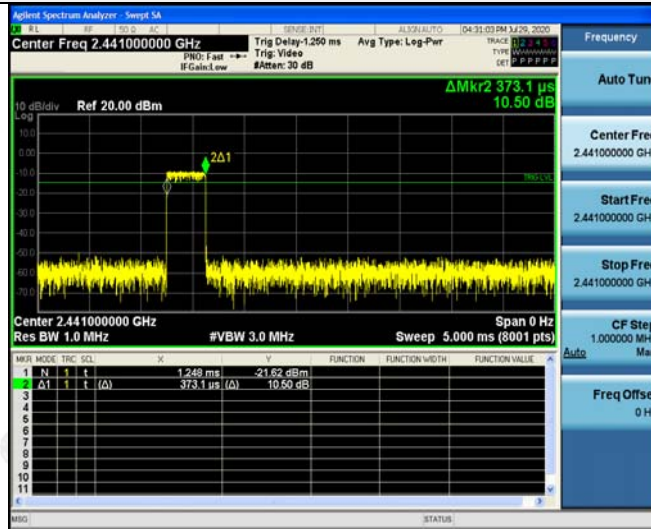 Agilent Spectrum Analyzer - Swept SA
RL RF 50 Ω AC SENSE:INT ALIGN AUTO 04:31:03 PM Jul 29, 2020
Center Freq 2.441000000 GHz Trig Delay-1.250 ms Avg Type: Log-Pwr TRACE 1 2 3 4 5 6
PNO: Fast Trig: Video TYPE
IFGain:Low #Atten: 30 dB DET P P P P P P
ΔMkr2 373.1 µs
10 dB/div Ref 20.00 dBm 10.50 dB
Log
10.0
0.00
-10.0
-20.0
-30.0
-40.0
-50.0
-60.0
-70.0
2Δ1
TRIG LVL
Center 2.441000000 GHz Span 0 Hz
Res BW 1.0 MHz #VBW 3.0 MHz Sweep 5.000 ms (8001 pts)
MKR MODE TRC SCL X Y FUNCTION FUNCTION WIDTH FUNCTION VALUE
1 N 1 t 1.248 ms -21.62 dBm
2 Δ1 1 t (Δ) 373.1 µs (Δ) 10.50 dB
3
4
5
6
7
8
9
10
11
MSG STATUS
Frequency
Auto Tun
Center Fre
2.441000000 GH
Start Fre
2.441000000 GH
Stop Fre
2.441000000 GH
CF Step
1.000000 MH
Auto Ma
Freq Offse
0 H